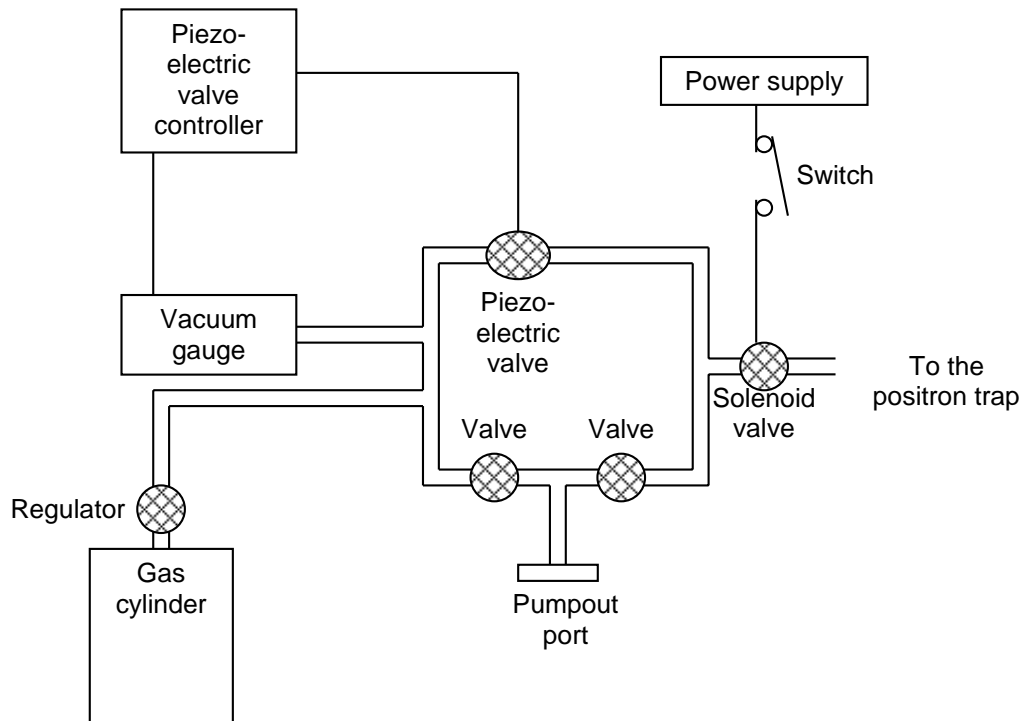 Piezo-
electric
valve
controller
Power supply
Switch
Vacuum
gauge
Piezo-
electric
valve
To the
positron trap
Solenoid
valve
Valve
Valve
Regulator
Gas
cylinder
Pumpout
port